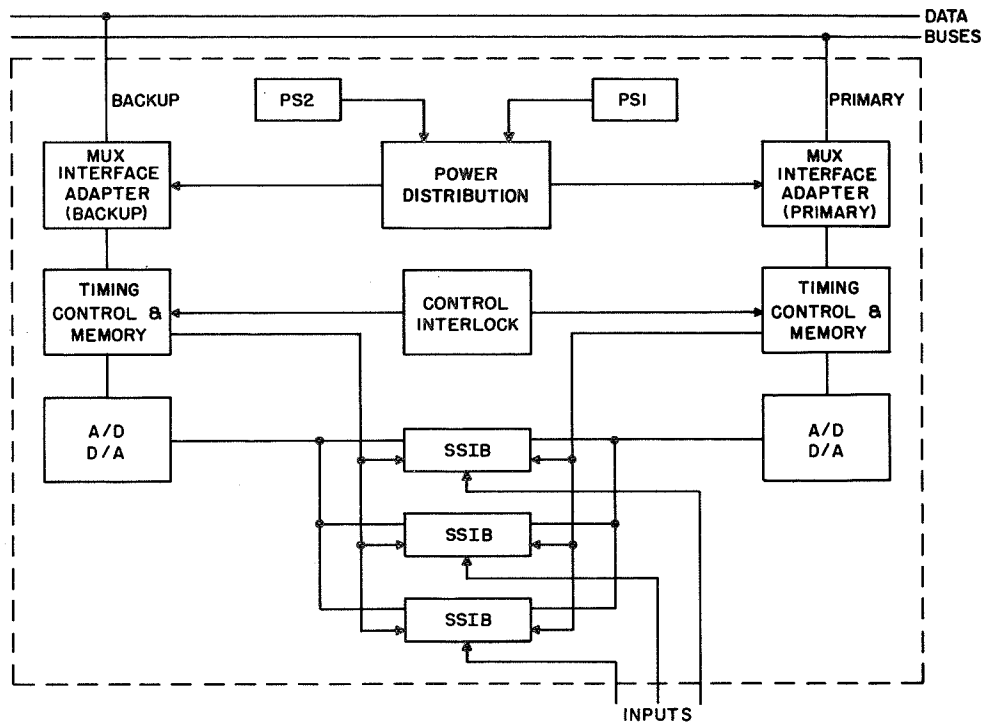 DATA
BUSES
BACKUP
PS2
PS1
PRIMARY
MUX
INTERFACE
ADAPTER
(BACKUP)
POWER
DISTRIBUTION
MUX
INTERFACE
ADAPTER
(PRIMARY)
TIMING
CONTROL &
MEMORY
CONTROL
INTERLOCK
TIMING
CONTROL &
MEMORY
A/D
D/A
SSIB
A/D
D/A
SSIB
SSIB
INPUTS